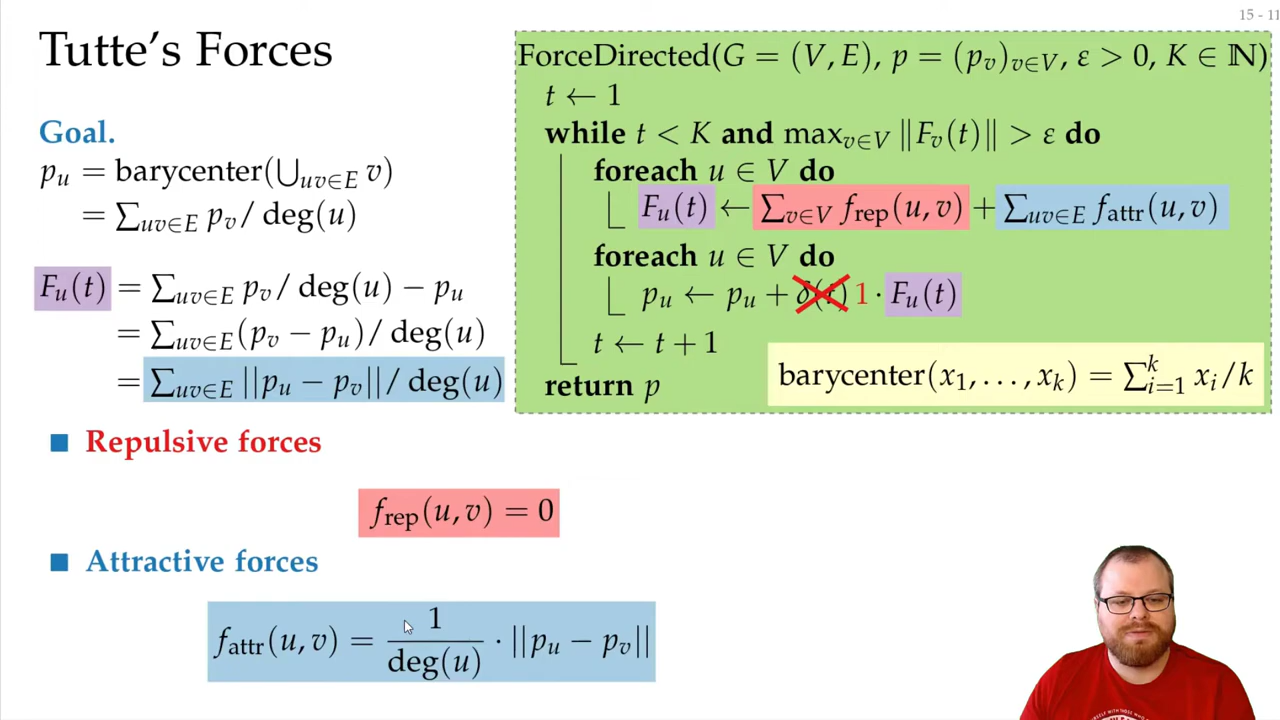 15 - 11
Tutte's Forces
Goal.
p_u = barycenter(⋃_{uv∈E} v)
= ∑_{uv∈E} p_v / deg(u)
F_u(t) = ∑_{uv∈E} p_v / deg(u) − p_u
= ∑_{uv∈E}(p_v − p_u) / deg(u)
= ∑_{uv∈E} ||p_u − p_v|| / deg(u)
ForceDirected(G = (V, E), p = (p_v)_{v∈V}, ε > 0, K ∈ ℕ)
t ← 1
while t < K and max_{v∈V} ‖F_v(t)‖ > ε do
foreach u ∈ V do
F_u(t) ← ∑_{v∈V} f_rep(u, v) + ∑_{uv∈E} f_attr(u, v)
foreach u ∈ V do
p_u ← p_u + δ(t) 1 · F_u(t)
t ← t + 1
return p
barycenter(x_1, . . . , x_k) = ∑_{i=1}^{k} x_i / k
■ Repulsive forces
f_rep(u, v) = 0
■ Attractive forces
f_attr(u, v) = 1 / deg(u) · ||p_u − p_v||